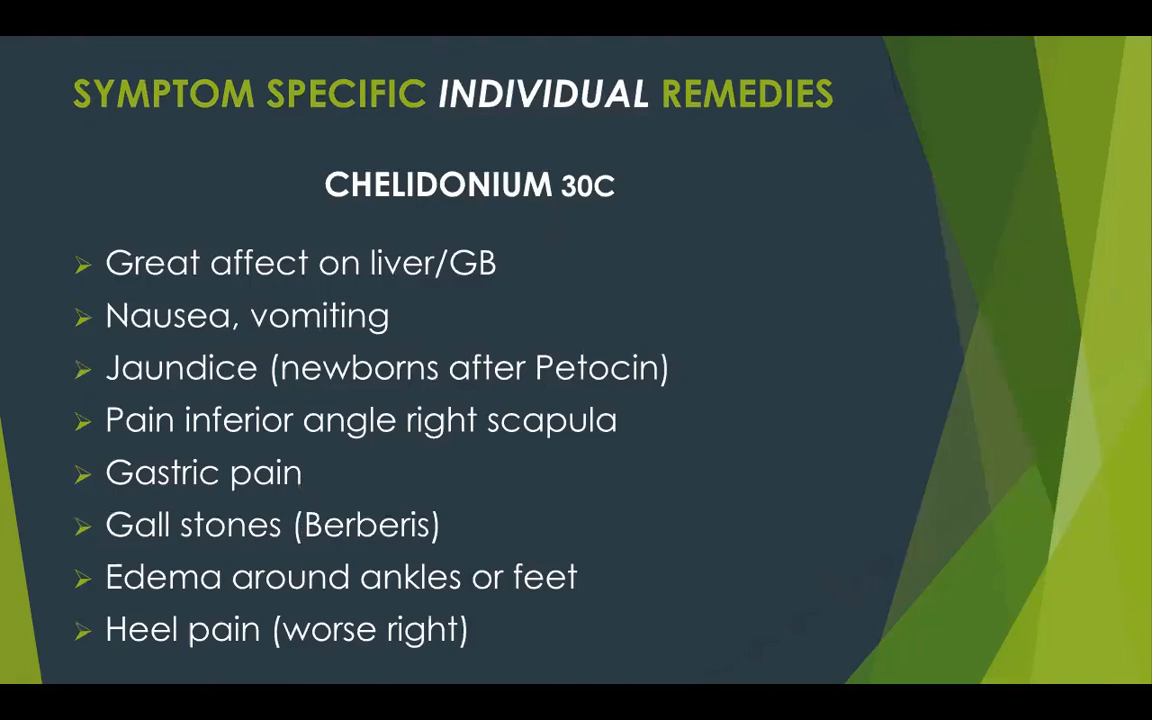 SYMPTOM SPECIFIC INDIVIDUAL REMEDIES
CHELIDONIUM 30C
Great affect on liver/GB
Nausea, vomiting
Jaundice (newborns after Petocin)
Pain inferior angle right scapula
Gastric pain
Gall stones (Berberis)
Edema around ankles or feet
Heel pain (worse right)